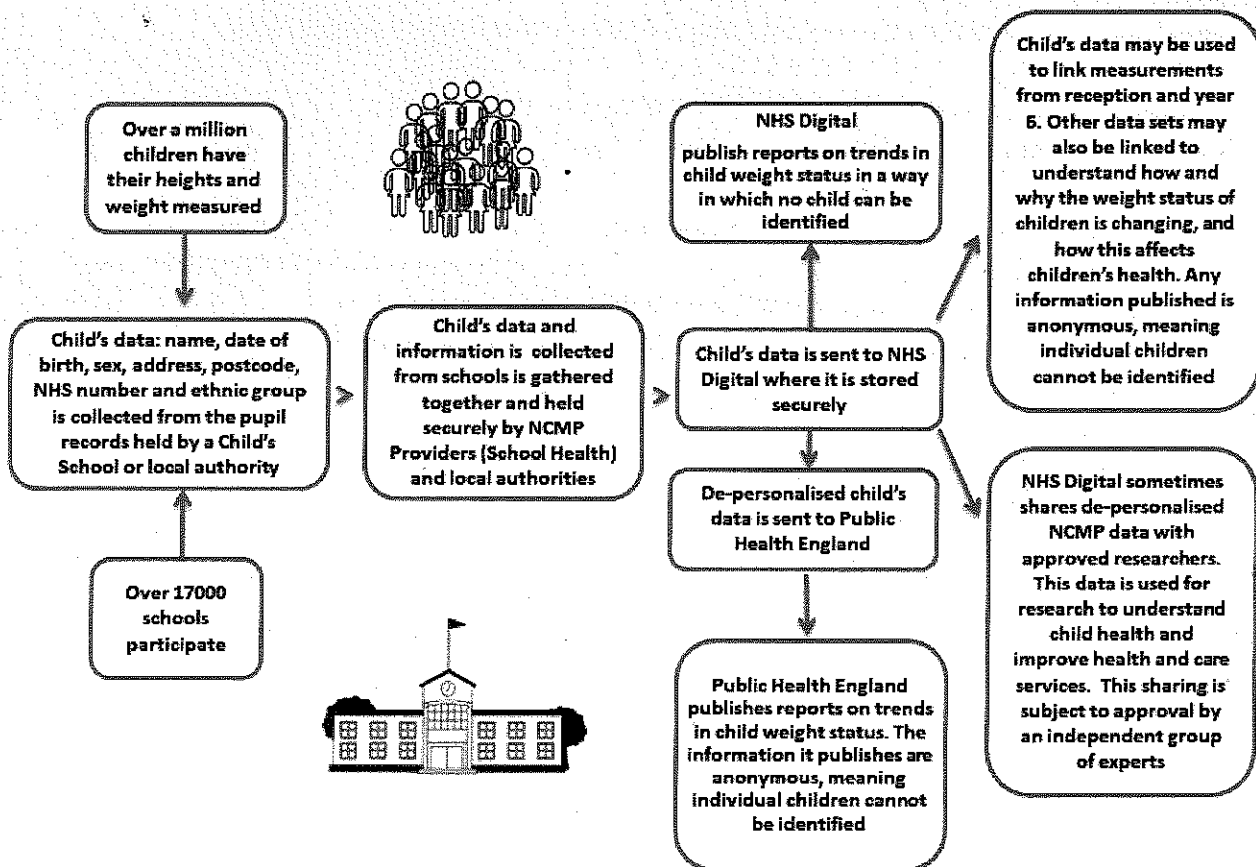 Over a million
children have
their heights and
weight measured
Child's data: name, date of
birth, sex, address, postcode,
NHS number and ethnic group
is collected from the pupil
records held by a Child's
School or local authority
Over 17000
schools
participate
Child's data and
information is collected
from schools is gathered
together and held
securely by NCMP
Providers (School Health)
and local authorities
NHS Digital
publish reports on trends in
child weight status in a way
in which no child can be
identified
Child's data is sent to NHS
Digital where it is stored
securely
De-personalised child's
data is sent to Public
Health England
Public Health England
publishes reports on trends
in child weight status. The
information it publishes are
anonymous, meaning
individual children cannot
be identified
Child's data may be used
to link measurements
from reception and year
6. Other data sets may
also be linked to
understand how and
why the weight status of
children is changing, and
how this affects
children's health. Any
information published is
anonymous, meaning
individual children
cannot be identified
NHS Digital sometimes
shares de-personalised
NCMP data with
approved researchers.
This data is used for
research to understand
child health and
improve health and care
services. This sharing is
subject to approval by
an independent group
of experts